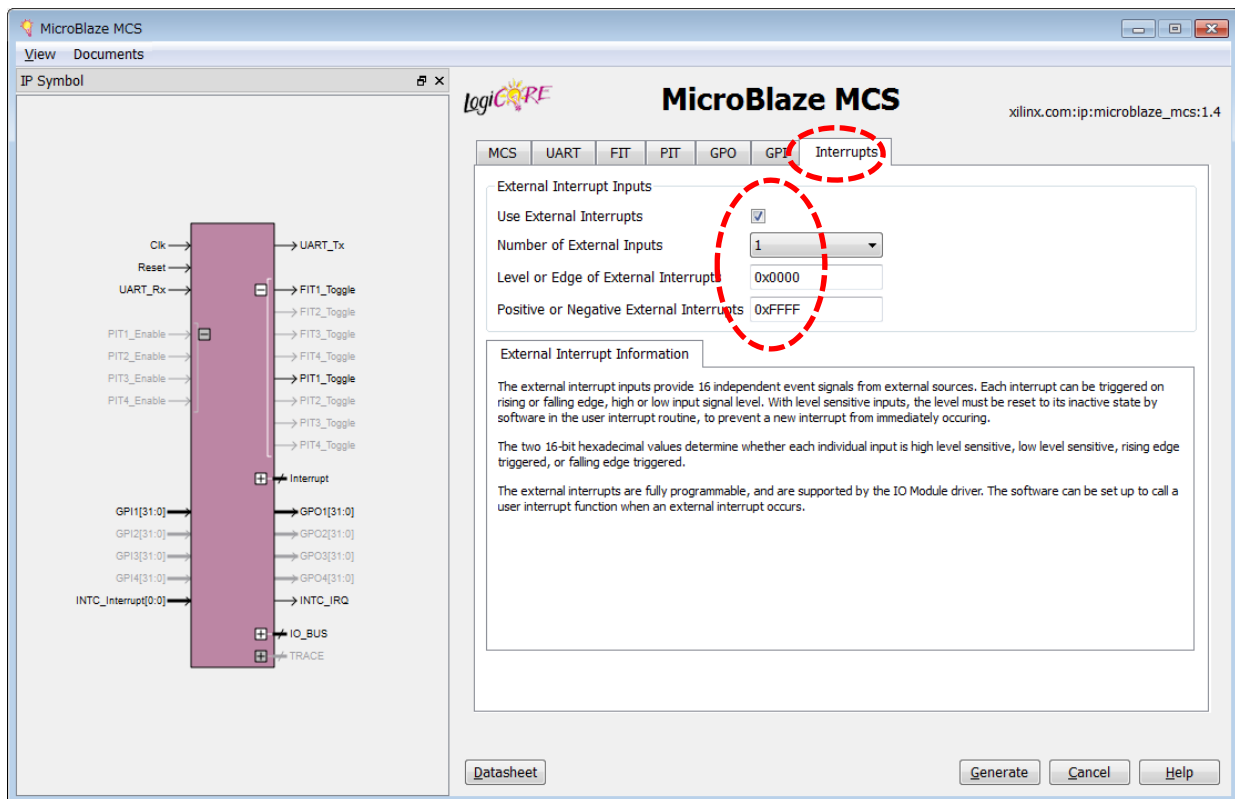 MicroBlaze MCS
View Documents
IP Symbol
LogiCORE
MicroBlaze MCS
xilinx.com:ip:microblaze_mcs:1.4
MCS UART FIT PIT GPO GPI Interrupts
External Interrupt Inputs
Use External Interrupts
Number of External Inputs 1
Level or Edge of External Interrupts 0x0000
Positive or Negative External Interrupts 0xFFFF
External Interrupt Information
The external interrupt inputs provide 16 independent event signals from external sources. Each interrupt can be triggered on
rising or falling edge, high or low input signal level. With level sensitive inputs, the level must be reset to its inactive state by
software in the user interrupt routine, to prevent a new interrupt from immediately occuring.
The two 16-bit hexadecimal values determine whether each individual input is high level sensitive, low level sensitive, rising edge
triggered, or falling edge triggered.
The external interrupts are fully programmable, and are supported by the IO Module driver. The software can be set up to call a
user interrupt function when an external interrupt occurs.
Clk UART_Tx
Reset
UART_Rx FIT1_Toggle
FIT2_Toggle
PIT1_Enable FIT3_Toggle
PIT2_Enable FIT4_Toggle
PIT3_Enable PIT1_Toggle
PIT4_Enable PIT2_Toggle
PIT3_Toggle
PIT4_Toggle
Interrupt
GPI1[31:0] GPO1[31:0]
GPI2[31:0] GPO2[31:0]
GPI3[31:0] GPO3[31:0]
GPI4[31:0] GPO4[31:0]
INTC_Interrupt[0:0] INTC_IRQ
IO_BUS
TRACE
Datasheet Generate Cancel Help